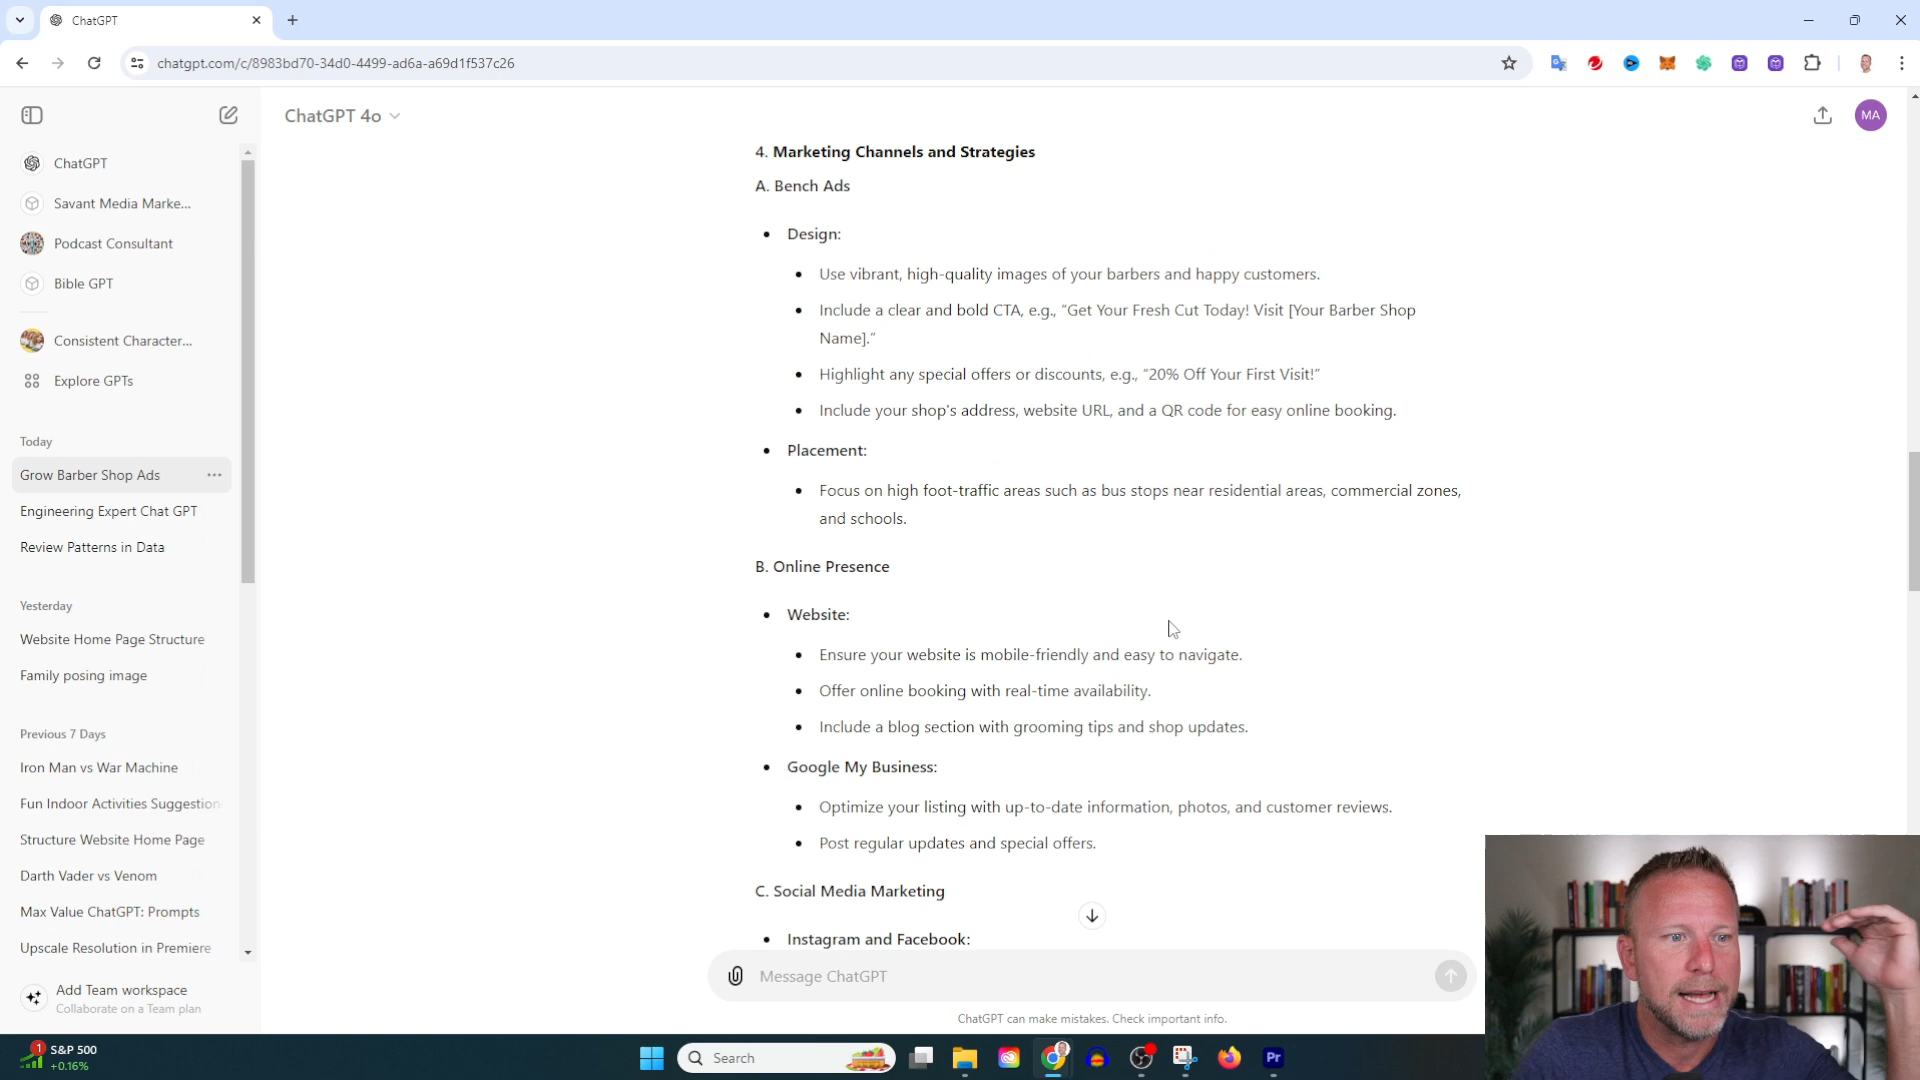 ChatGPT
chatgpt.com/c/8983bd70-34d0-4499-ad6a-a69d1f537c26
ChatGPT 4o
MA
ChatGPT
Savant Media Marke...
Podcast Consultant
Bible GPT
Consistent Character...
Explore GPTs
Today
Grow Barber Shop Ads
Engineering Expert Chat GPT
Review Patterns in Data
Yesterday
Website Home Page Structure
Family posing image
Previous 7 Days
Iron Man vs War Machine
Fun Indoor Activities Suggestion
Structure Website Home Page
Darth Vader vs Venom
Max Value ChatGPT: Prompts
Upscale Resolution in Premiere
Add Team workspace
Collaborate on a Team plan
4. Marketing Channels and Strategies
A. Bench Ads
• Design:
• Use vibrant, high-quality images of your barbers and happy customers.
• Include a clear and bold CTA, e.g., “Get Your Fresh Cut Today! Visit [Your Barber Shop
Name].”
• Highlight any special offers or discounts, e.g., “20% Off Your First Visit!”
• Include your shop's address, website URL, and a QR code for easy online booking.
• Placement:
• Focus on high foot-traffic areas such as bus stops near residential areas, commercial zones,
and schools.
B. Online Presence
• Website:
• Ensure your website is mobile-friendly and easy to navigate.
• Offer online booking with real-time availability.
• Include a blog section with grooming tips and shop updates.
• Google My Business:
• Optimize your listing with up-to-date information, photos, and customer reviews.
• Post regular updates and special offers.
C. Social Media Marketing
• Instagram and Facebook:
Message ChatGPT
ChatGPT can make mistakes. Check important info.
1
S&P 500
+0.16%
Search
Pr